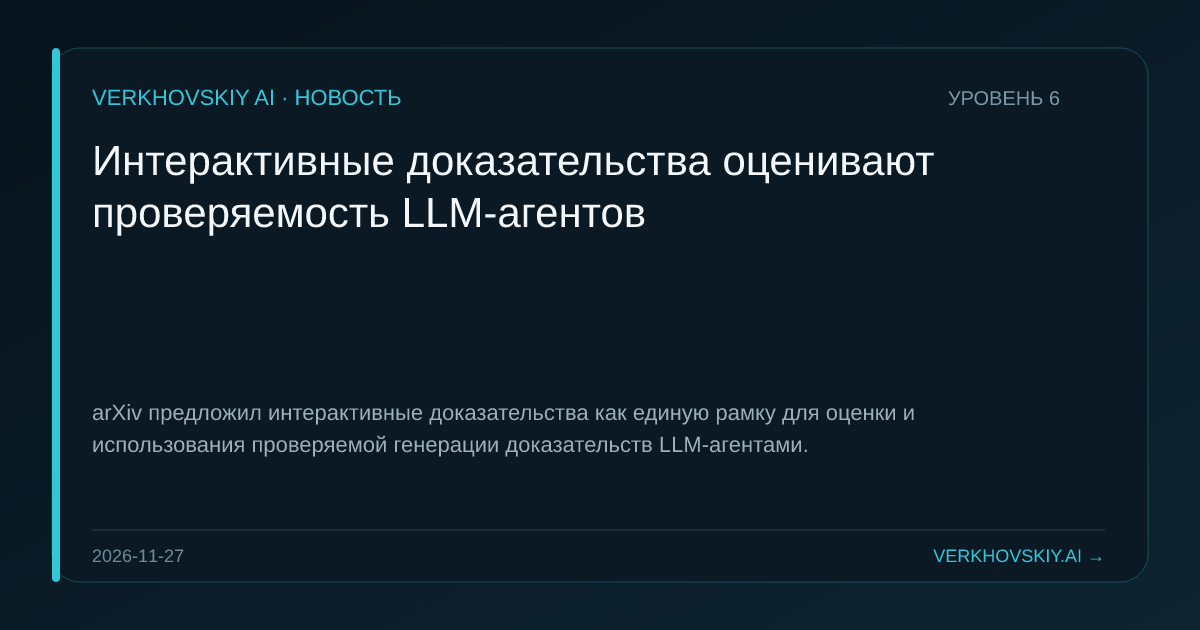 VERKHOVSKIY AI · НОВОСТЬ
УРОВЕНЬ 6
Интерактивные доказательства оценивают
проверяемость LLM-агентов
arXiv предложил интерактивные доказательства как единую рамку для оценки и
использования проверяемой генерации доказательств LLM-агентами.
2026-11-27
VERKHOVSKIY.AI →